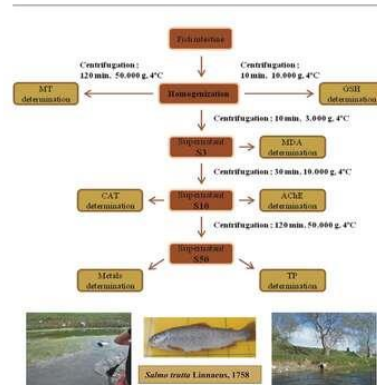 Fish intestine
Centrifugation ;
120 min. 50.000 g, 4°C
Centrifugation ;
10 min. 10.000 g, 4°C
MT
determination
Homogenization
GSH
determination
Centrifugation ; 10 min. 3.000 g, 4°C
Supernatant
S3
MDA
determination
Centrifugation ; 30 min. 10.000 g, 4°C
CAT
determination
Supernatant
S10
AChE
determination
Centrifugation ; 120 min. 50.000 g, 4°C
Supernatant
S50
Metals
determination
TP
determination
Salmo trutta Linnaeus, 1758